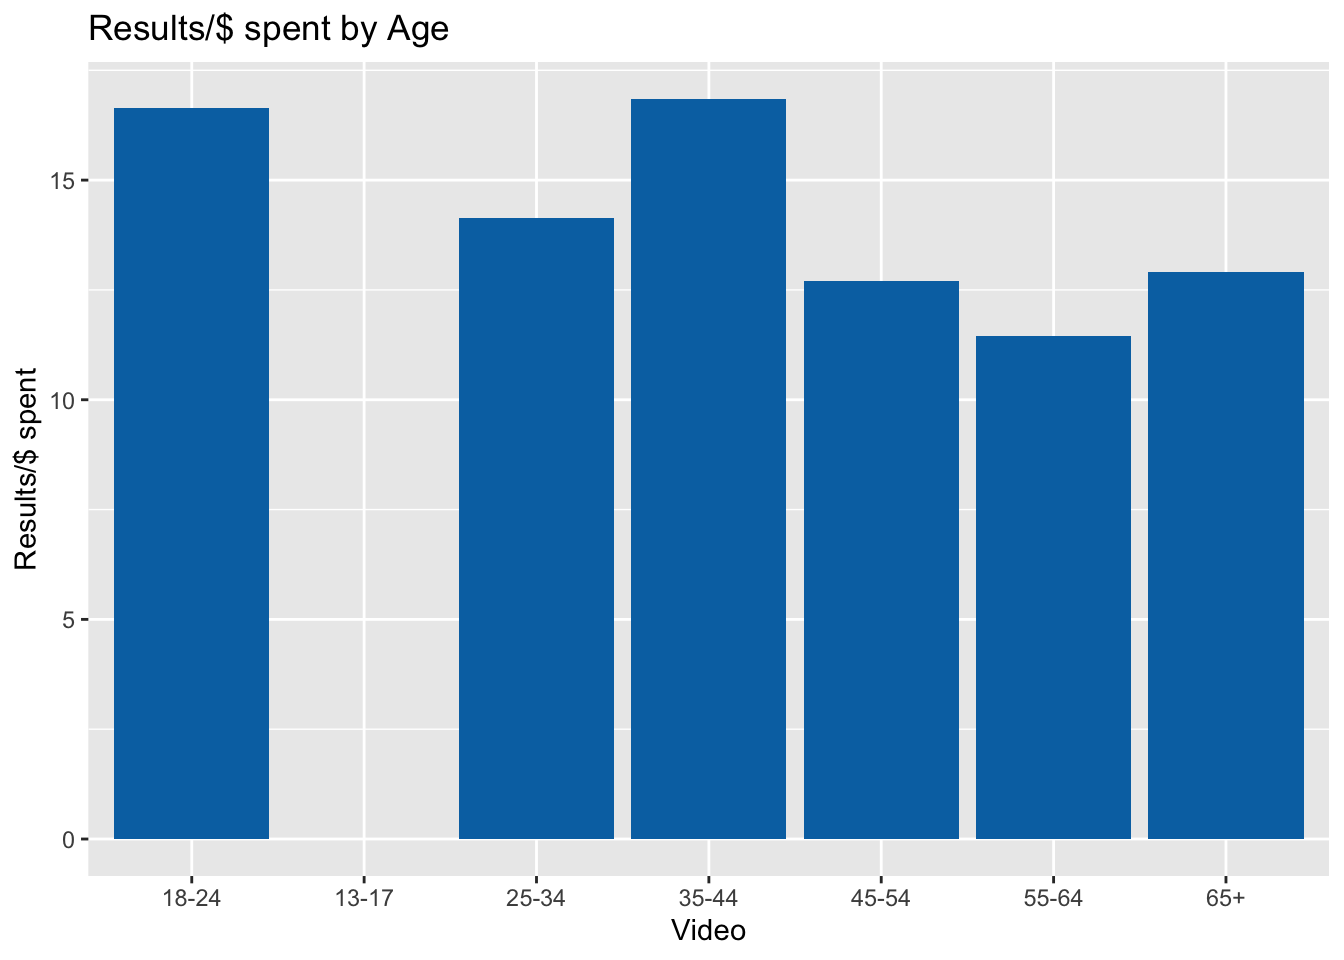 Results/$ spent by Age
Results/$ spent
15
10
5
0
18-24 13-17 25-34 35-44 45-54 55-64 65+
Video